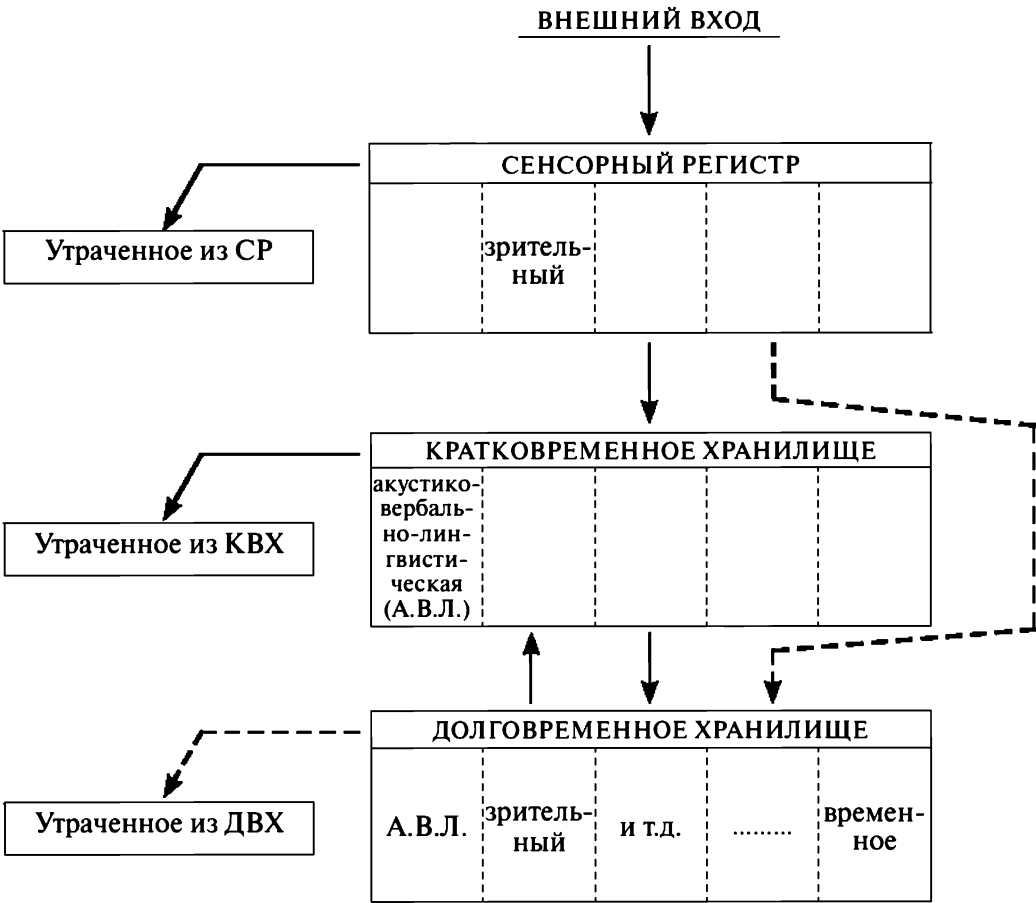 ВНЕШНИЙ ВХОД
СЕНСОРНЫЙ РЕГИСТР
Утраченное из СР
зритель-
ный
КРАТКОВРЕМЕННОЕ ХРАНИЛИЩЕ
акустико-
вербаль-
но-лин-
гвисти-
ческая
(А.В.Л.)
Утраченное из КВХ
ДОЛГОВРЕМЕННОЕ ХРАНИЛИЩЕ
Утраченное из ДВХ
А.В.Л.
зритель-
ный
и т.д.
.........
времен-
ное